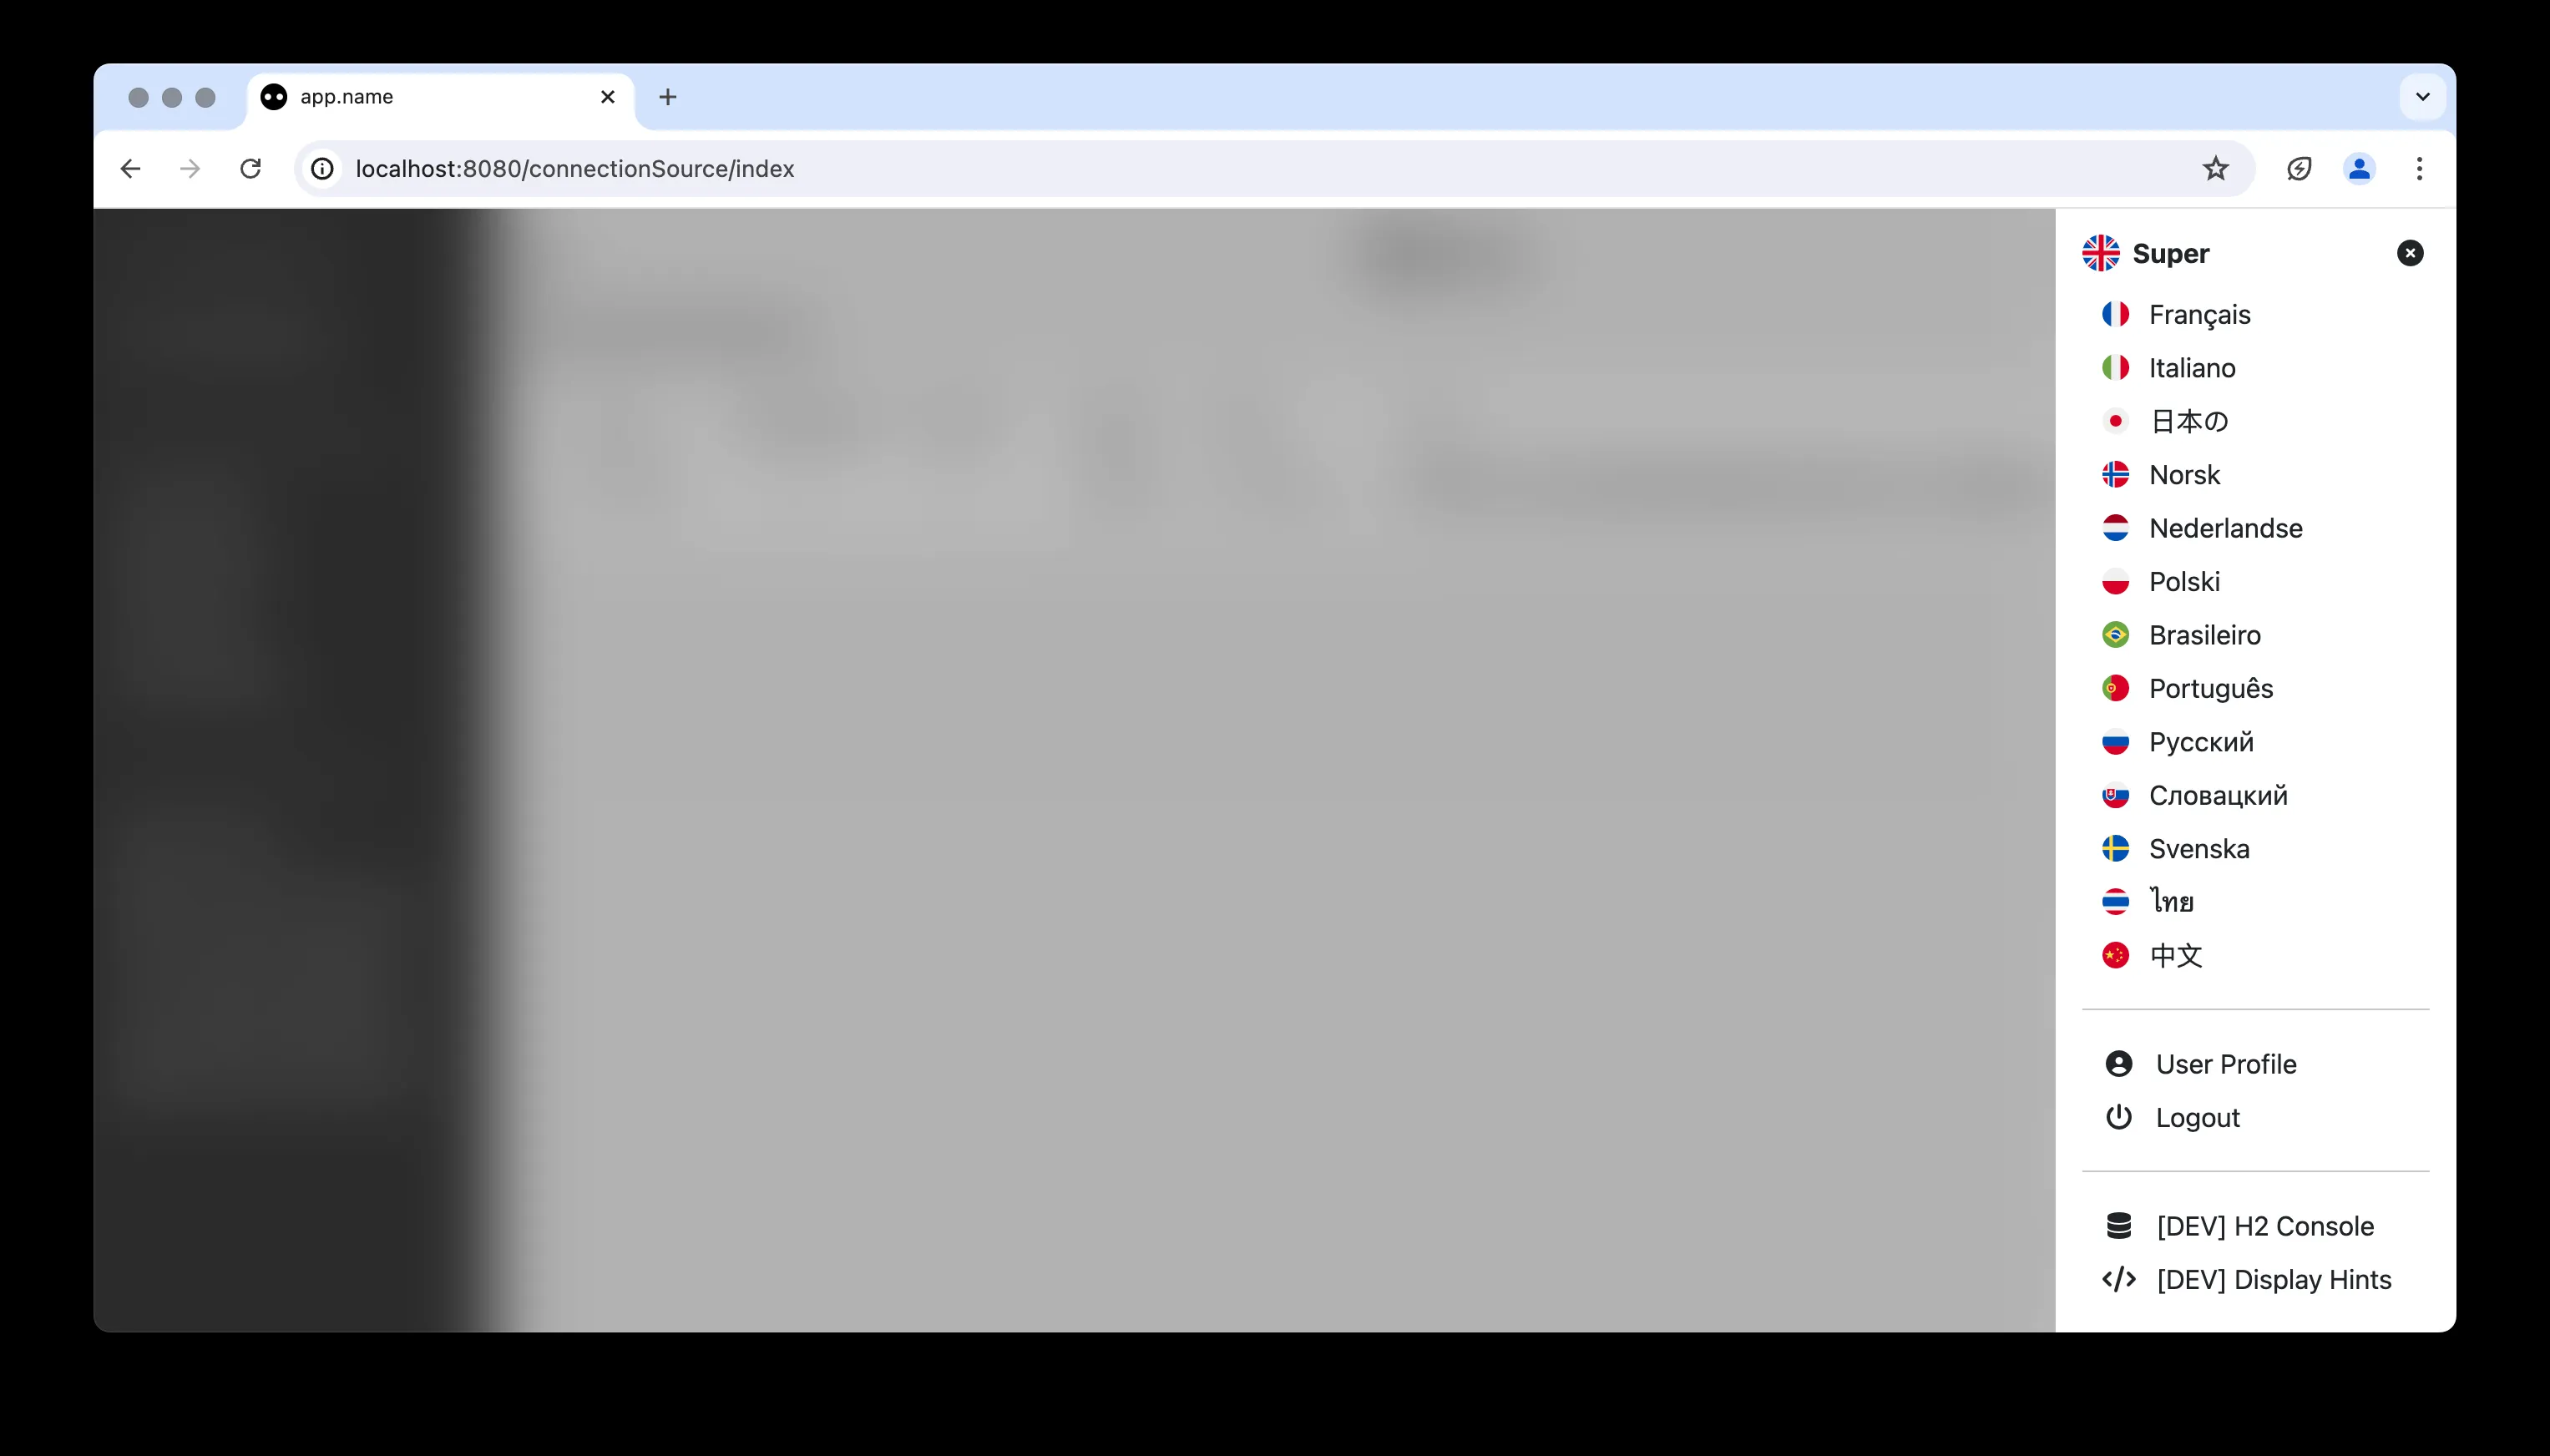 app.name
localhost:8080/connectionSource/index
Super
Français
Italiano
日本の
Norsk
Nederlandse
Polski
Brasileiro
Português
Русский
Словацкий
Svenska
ไทย
中文
User Profile
Logout
[DEV] H2 Console
[DEV] Display Hints